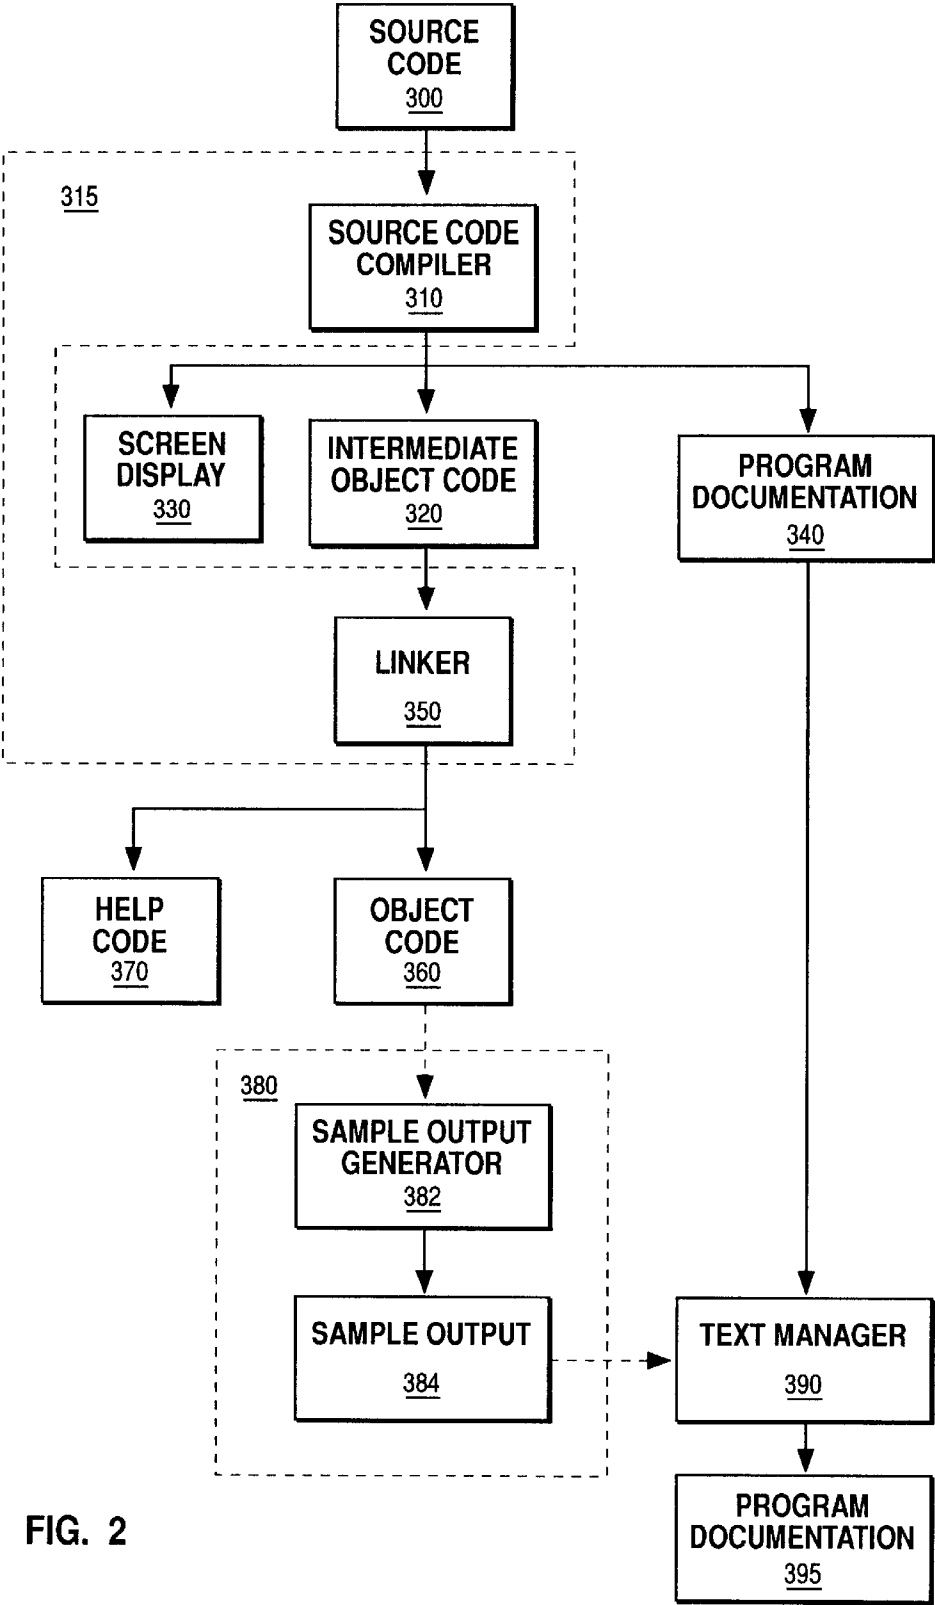 SOURCE
CODE
300
315
SOURCE CODE
COMPILER
310
SCREEN
DISPLAY
330
INTERMEDIATE
OBJECT CODE
320
PROGRAM
DOCUMENTATION
340
LINKER
350
HELP
CODE
370
OBJECT
CODE
360
380
SAMPLE OUTPUT
GENERATOR
382
SAMPLE OUTPUT
384
TEXT MANAGER
390
PROGRAM
DOCUMENTATION
395
FIG. 2